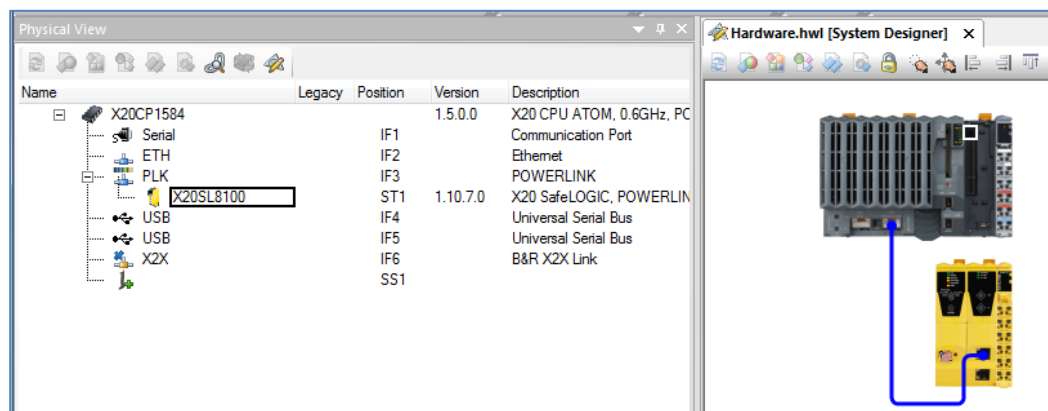 Physical View
Hardware.hwl [System Designer]
Name Legacy Position Version Description
X20CP1584 1.5.0.0 X20 CPU ATOM, 0.6GHz, PC
Serial IF1 Communication Port
ETH IF2 Ethernet
PLK IF3 POWERLINK
X20SL8100 ST1 1.10.7.0 X20 SafeLOGIC, POWERLIN
USB IF4 Universal Serial Bus
USB IF5 Universal Serial Bus
X2X IF6 B&R X2X Link
SS1